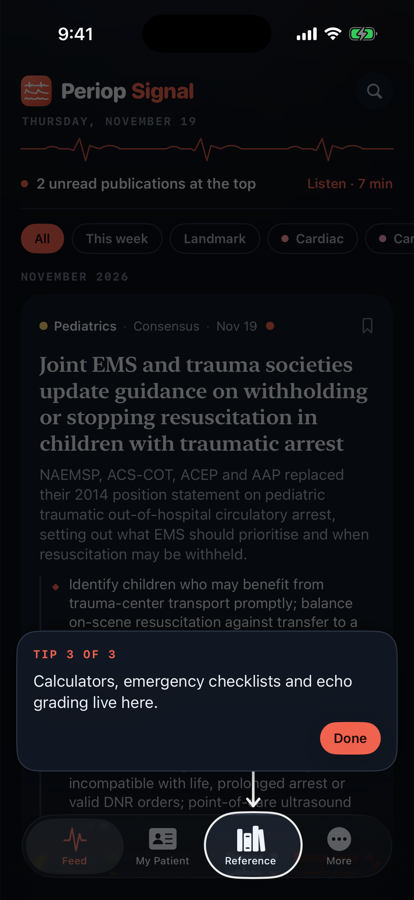 9:41
Periop Signal
THURSDAY, NOVEMBER 19
2 unread publications at the top
Listen · 7 min
All
This week
Landmark
Cardiac
Car
NOVEMBER 2026
Pediatrics · Consensus · Nov 19
Joint EMS and trauma societies
update guidance on withholding
or stopping resuscitation in
children with traumatic arrest
NAEMSP, ACS-COT, ACEP and AAP replaced
their 2014 position statement on pediatric
traumatic out-of-hospital circulatory arrest,
setting out what EMS should prioritise and when
resuscitation may be withheld.
Identify children who may benefit from
trauma-center transport promptly; balance
on-scene resuscitation against transfer to a
TIP 3 OF 3
Calculators, emergency checklists and echo
grading live here.
Done
incompatible with life, prolonged arrest or
valid DNR orders; point-of-care ultrasound
Feed
My Patient
Reference
More